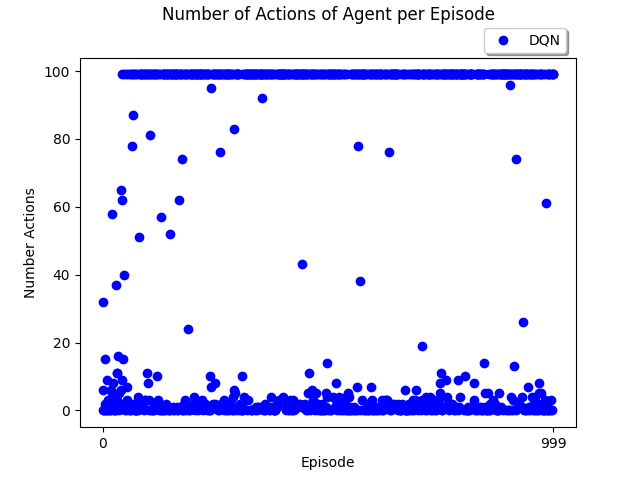 Number of Actions of Agent per Episode
DQN
100
80
60
40
20
0
Number Actions
0
999
Episode